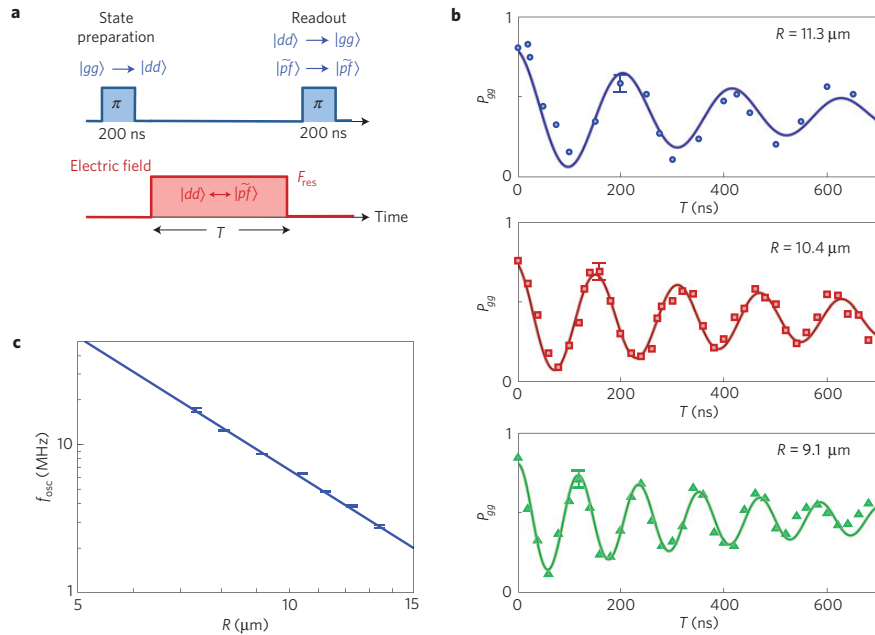 a
State
preparation
|gg⟩ → |dd⟩
Readout
|dd⟩ → |gg⟩
|p̃f⟩ → |p̃f⟩
π
π
200 ns
200 ns
Electric field
F_res
|dd⟩ ↔ |p̃f⟩
Time
T
b
R = 11.3 µm
1
P_gg
0
0 200 400 600
T (ns)
R = 10.4 µm
1
P_gg
0
0 200 400 600
T (ns)
R = 9.1 µm
1
P_gg
0
0 200 400 600
T (ns)
c
f_osc (MHz)
10
1
5 10 15
R (µm)